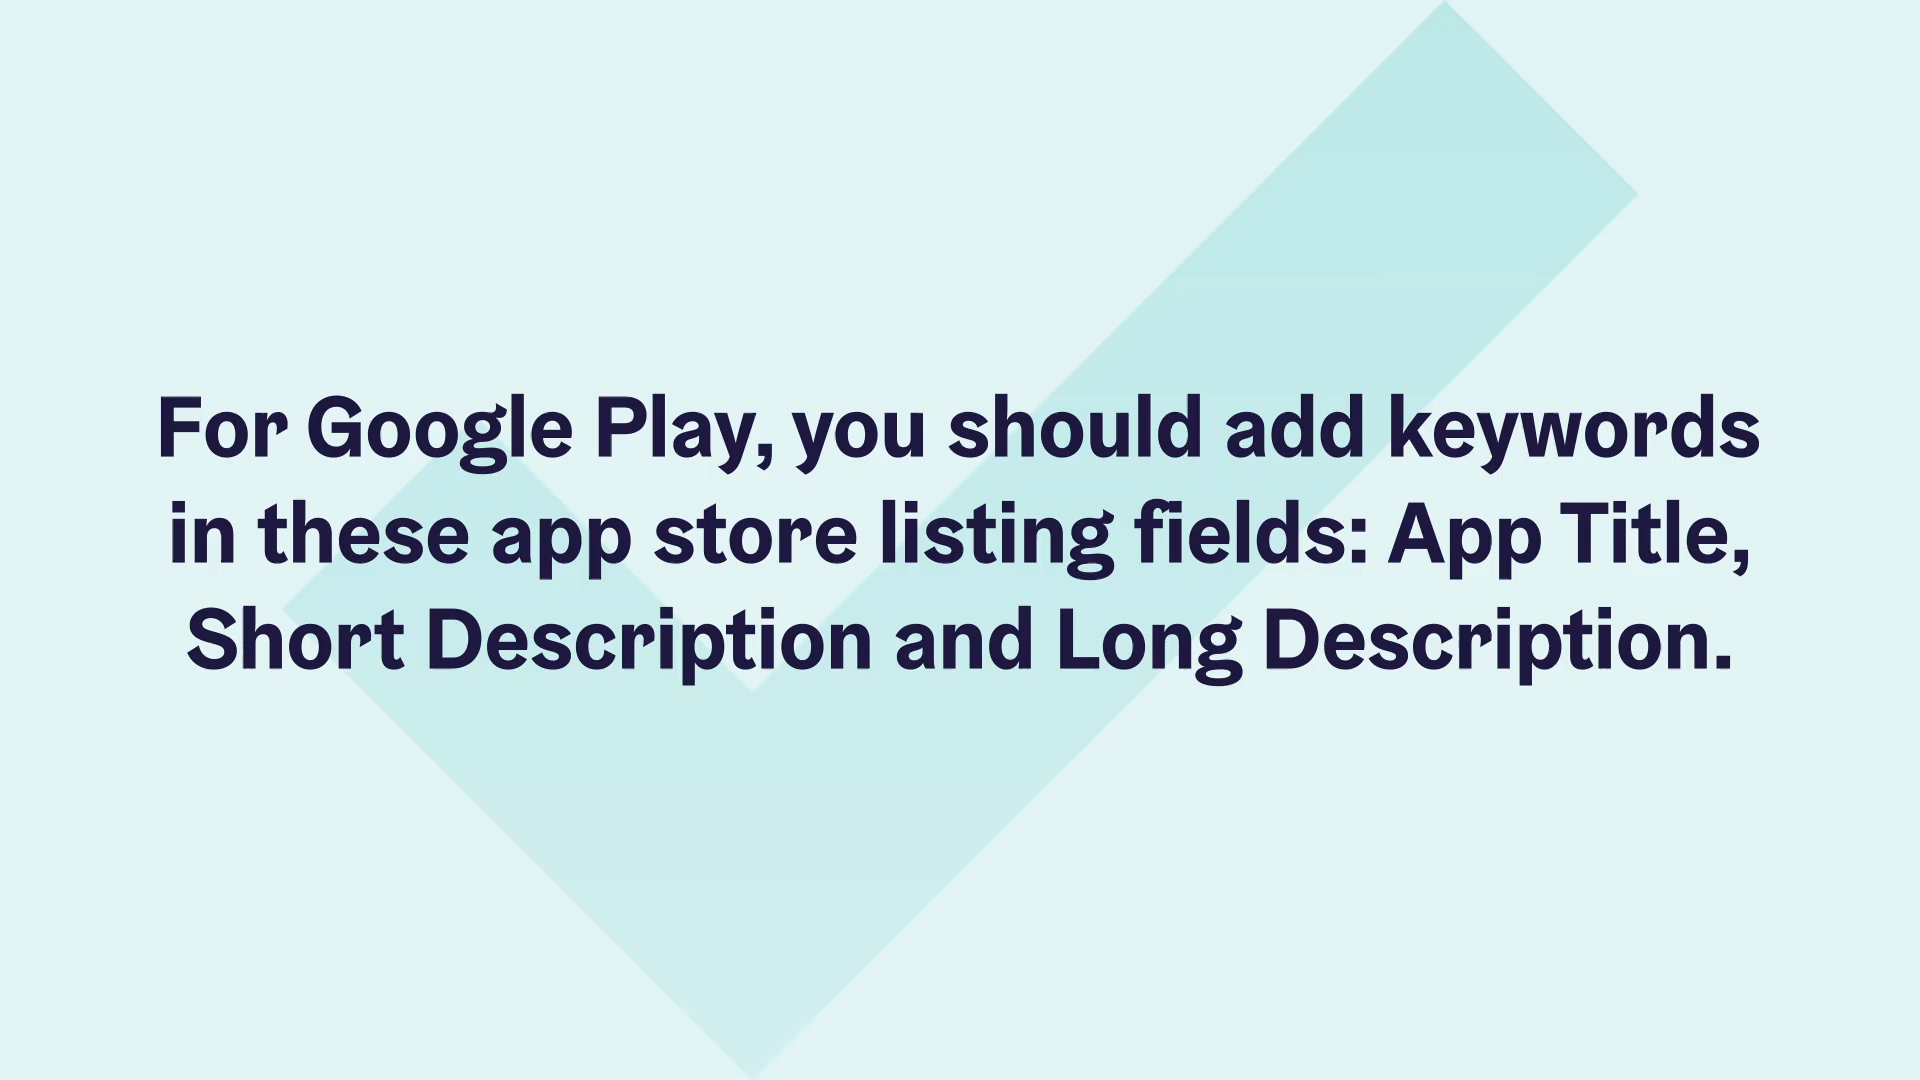 For Google Play, you should add keywords
in these app store listing fields: App Title,
Short Description and Long Description.